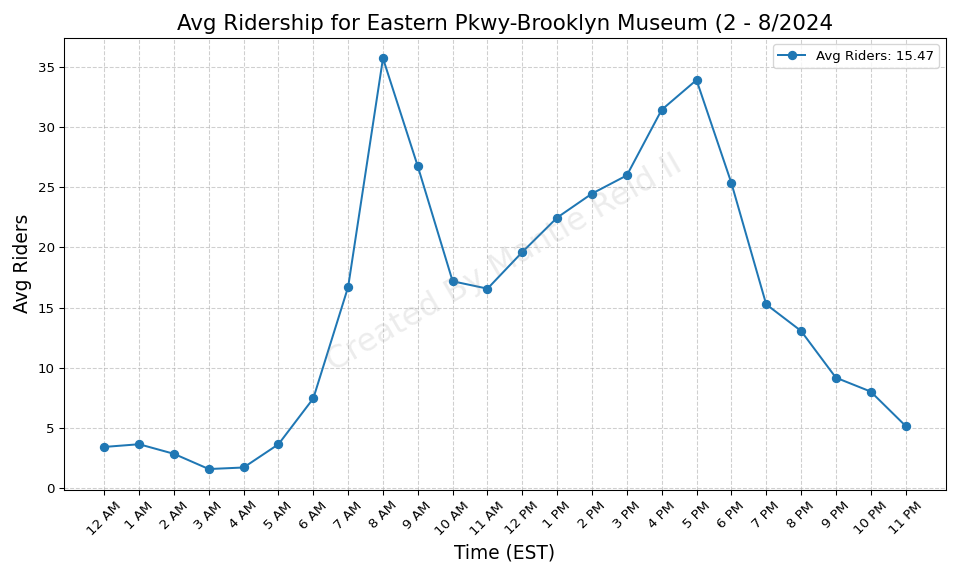 Avg Ridership for Eastern Pkwy-Brooklyn Museum (2 - 8/2024
Avg Riders: 15.47
Avg Riders
35
30
25
20
15
10
5
0
Created By Mantie Reid II
12 AM
1 AM
2 AM
3 AM
4 AM
5 AM
6 AM
7 AM
8 AM
9 AM
10 AM
11 AM
12 PM
1 PM
2 PM
3 PM
4 PM
5 PM
6 PM
7 PM
8 PM
9 PM
10 PM
11 PM
Time (EST)